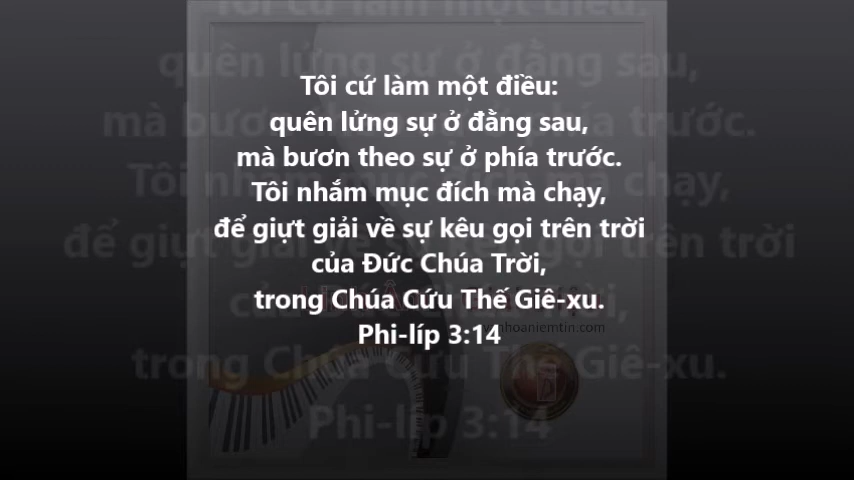 Tôi cứ làm một điều:
quên lửng sự ở đằng sau,
mà bươn theo sự ở phía trước.
Tôi nhắm mục đích mà chạy,
để giựt giải về sự kêu gọi trên trời
của Đức Chúa Trời,
trong Chúa Cứu Thế Giê-xu.
Phi-líp 3:14